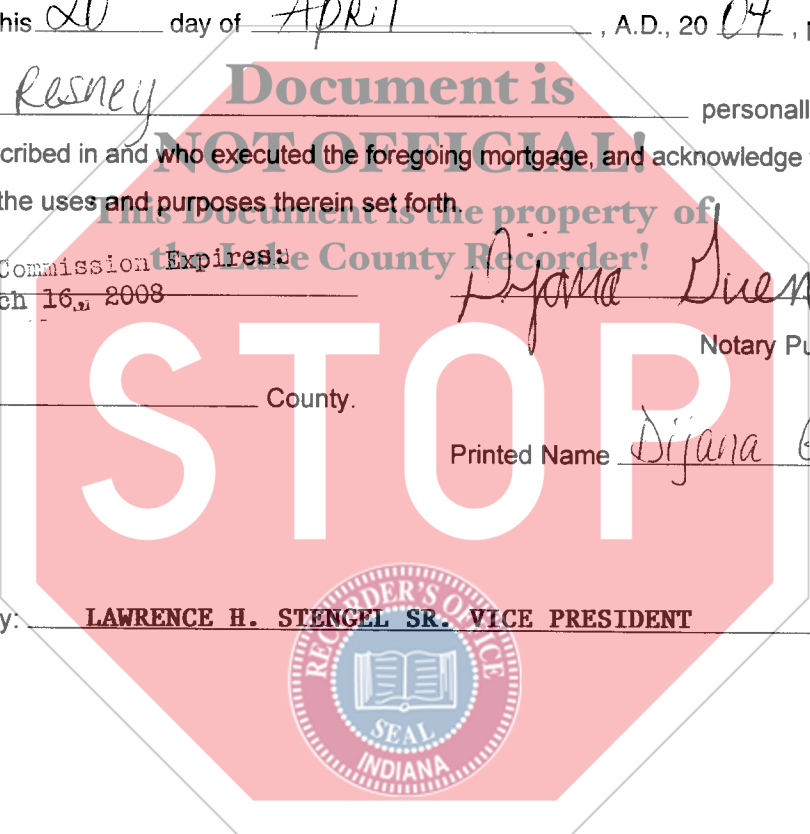 his 20 day of April , A.D., 20 04 , p
Resney personall
Document is
NOT OFFICIAL!
cribed in and who executed the foregoing mortgage, and acknowledge
the uses and purposes therein set forth.
This Document is the property of
the Lake County Recorder!
Commission Expires:
ch 16, 2008
Dijana
Notary Pu
STOP
County.
Printed Name Dijana G
y: LAWRENCE H. STENGEL SR. VICE PRESIDENT
RECORDER'S OFFICE
SEAL
INDIANA